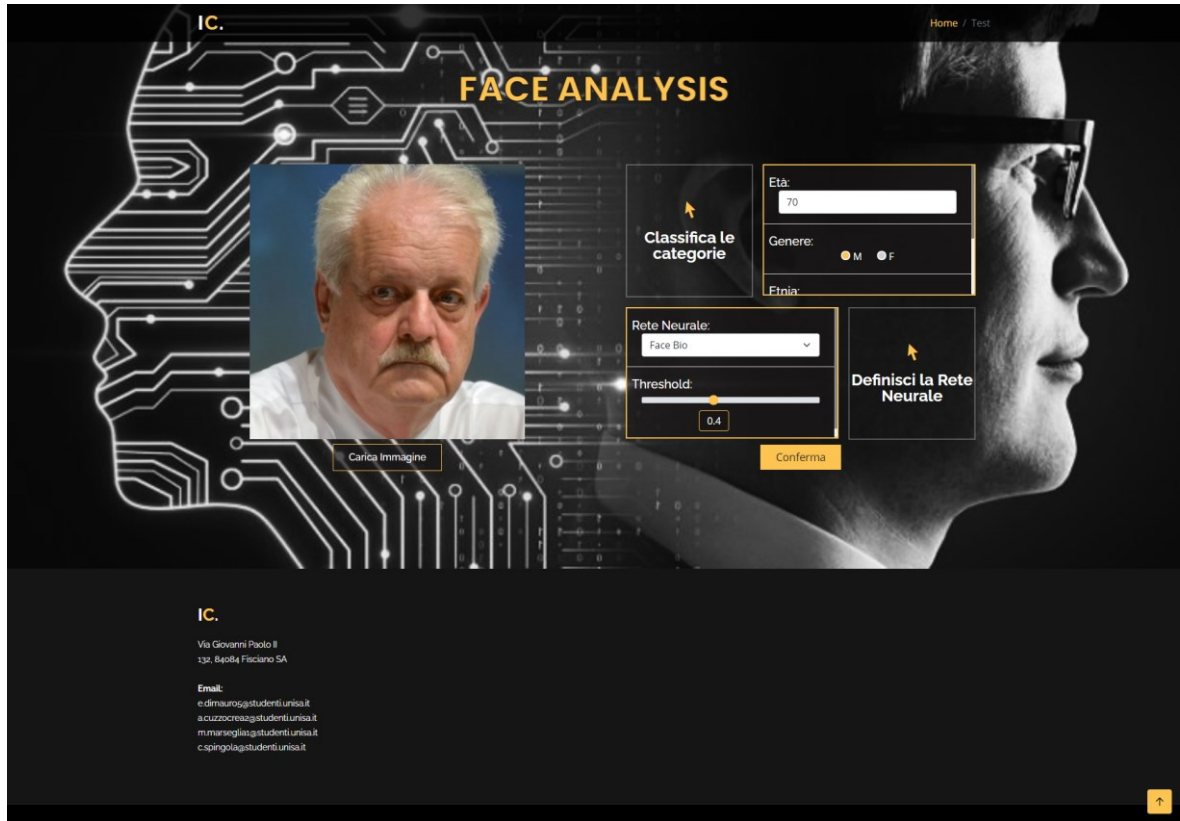 IC.
Home / Test
FACE ANALYSIS
Classifica le
categorie
Età:
70
Genere:
M F
Etnia:
Rete Neurale:
Face Bio
Threshold:
0.4
Definisci la Rete
Neurale
Carica Immagine
Conferma
IC.
Via Giovanni Paolo II
132, 84084 Fisciano SA
Email:
e.dimauro5@studenti.unisa.it
a.cuzzocrea2@studenti.unisa.it
m.marseglia1@studenti.unisa.it
c.spingola@studenti.unisa.it